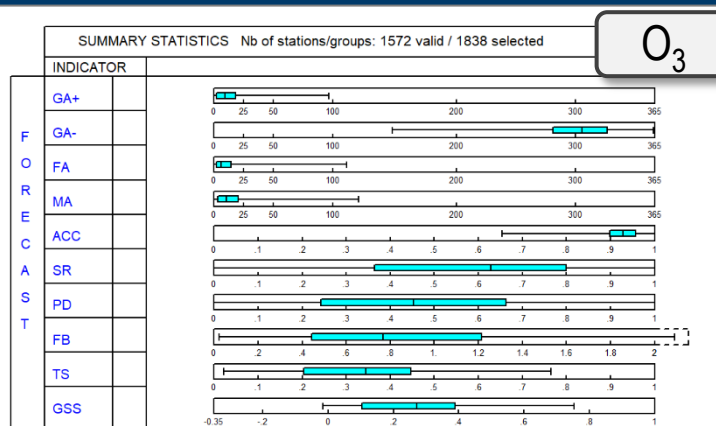 SUMMARY STATISTICS Nb of stations/groups: 1572 valid / 1838 selected
O3
INDICATOR
FORECAST
GA+
0 25 50 100 200 300 365
GA-
0 25 50 100 200 300 365
FA
0 25 50 100 200 300 365
MA
0 25 50 100 200 300 365
ACC
0 .1 .2 .3 .4 .5 .6 .7 .8 .9 1
SR
0 .1 .2 .3 .4 .5 .6 .7 .8 .9 1
PD
0 .1 .2 .3 .4 .5 .6 .7 .8 .9 1
FB
0 .2 .4 .6 .8 1. 1.2 1.4 1.6 1.8 2
TS
0 .1 .2 .3 .4 .5 .6 .7 .8 .9 1
GSS
-0.35 -.2 0 .2 .4 .6 .8 1